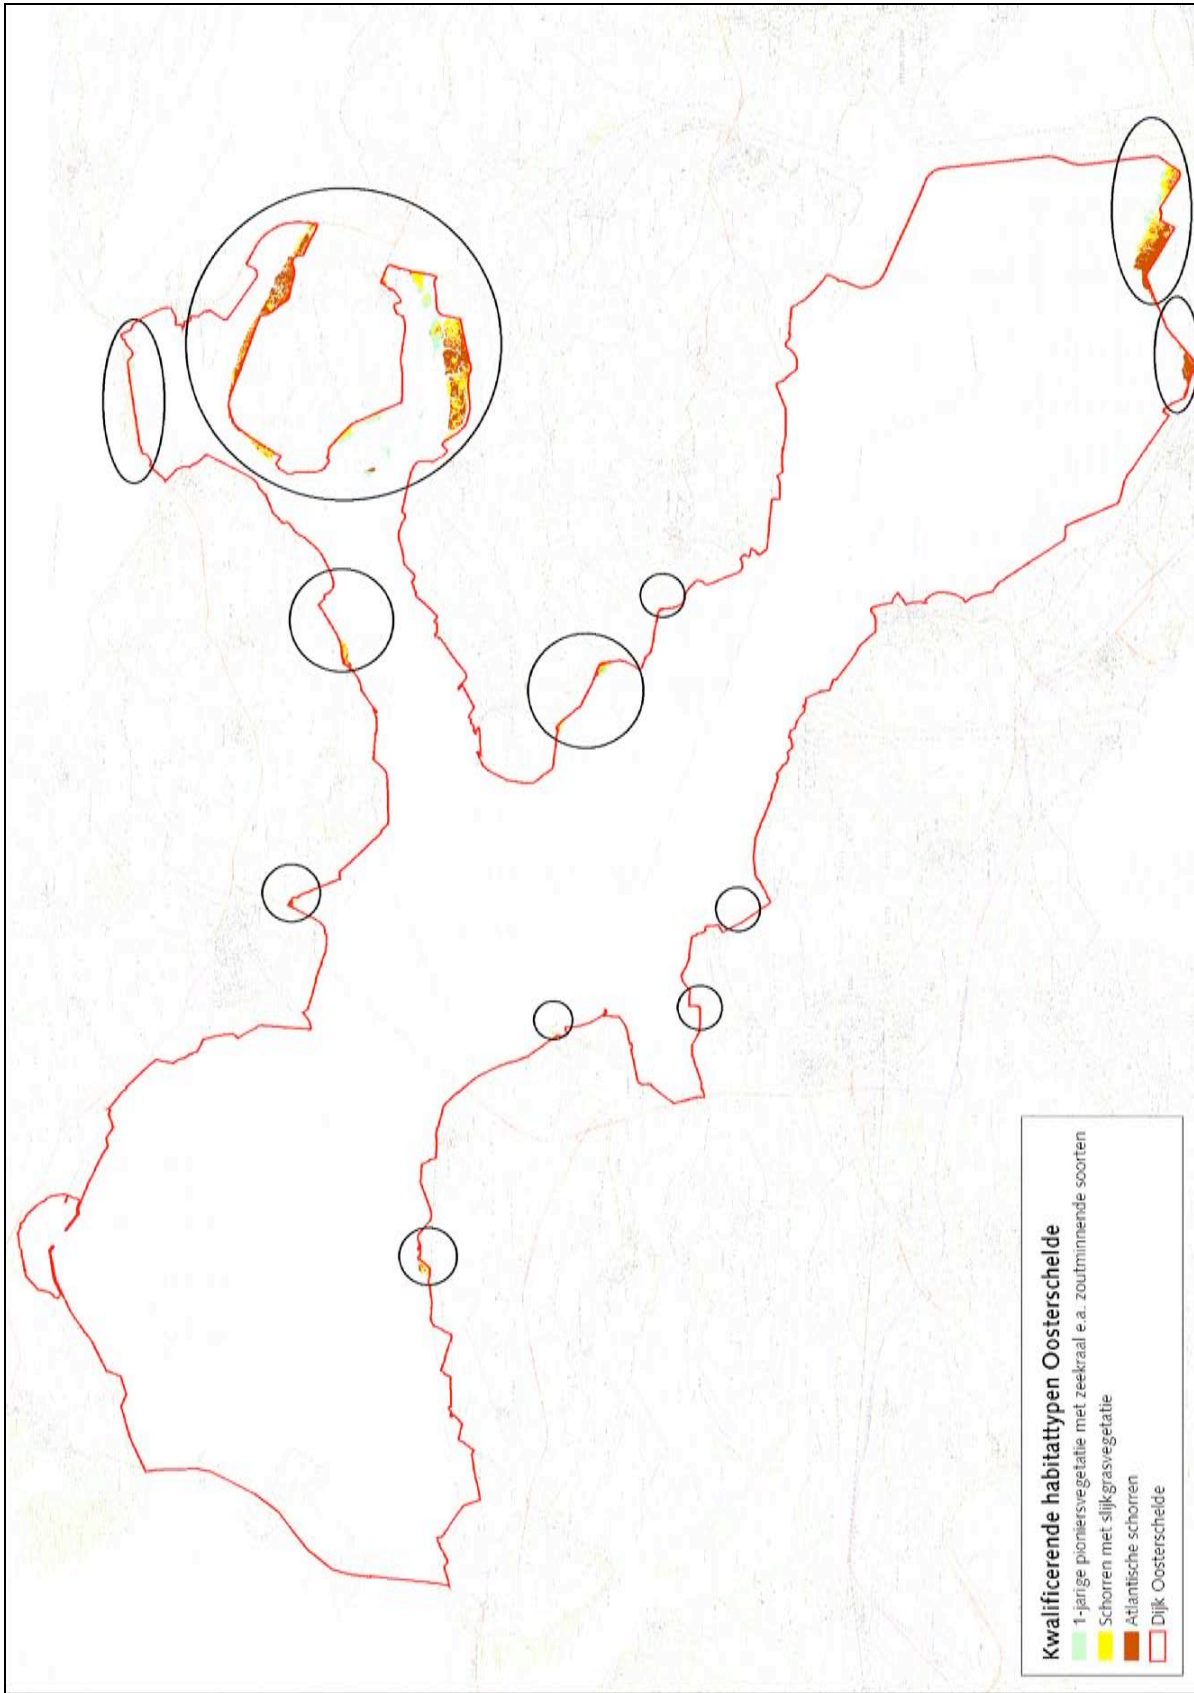 Kwalificerende habitattypen Oosterschelde
1-jarige pioniersvegetatie met zeekraal e.a. zoutminnende soorten
Schorren met slijkgrasvegetatie
Atlantische schorren
Dijk Oosterschelde